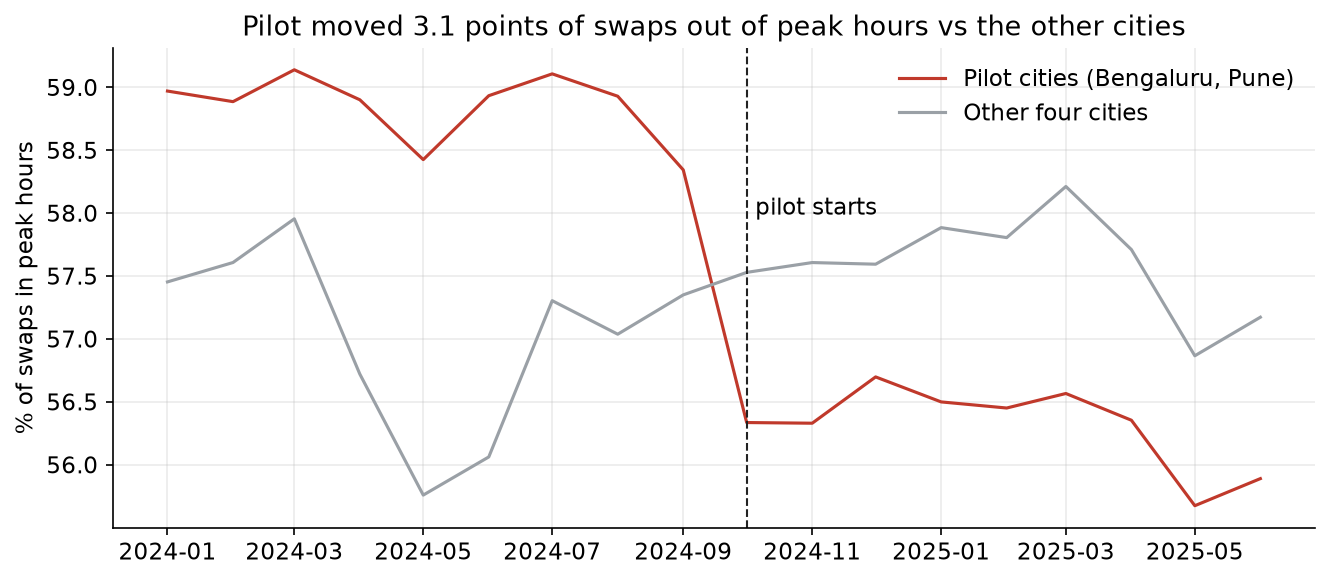 Pilot moved 3.1 points of swaps out of peak hours vs the other cities
% of swaps in peak hours
59.0
58.5
58.0
57.5
57.0
56.5
56.0
Pilot cities (Bengaluru, Pune)
Other four cities
pilot starts
2024-01 2024-03 2024-05 2024-07 2024-09 2024-11 2025-01 2025-03 2025-05